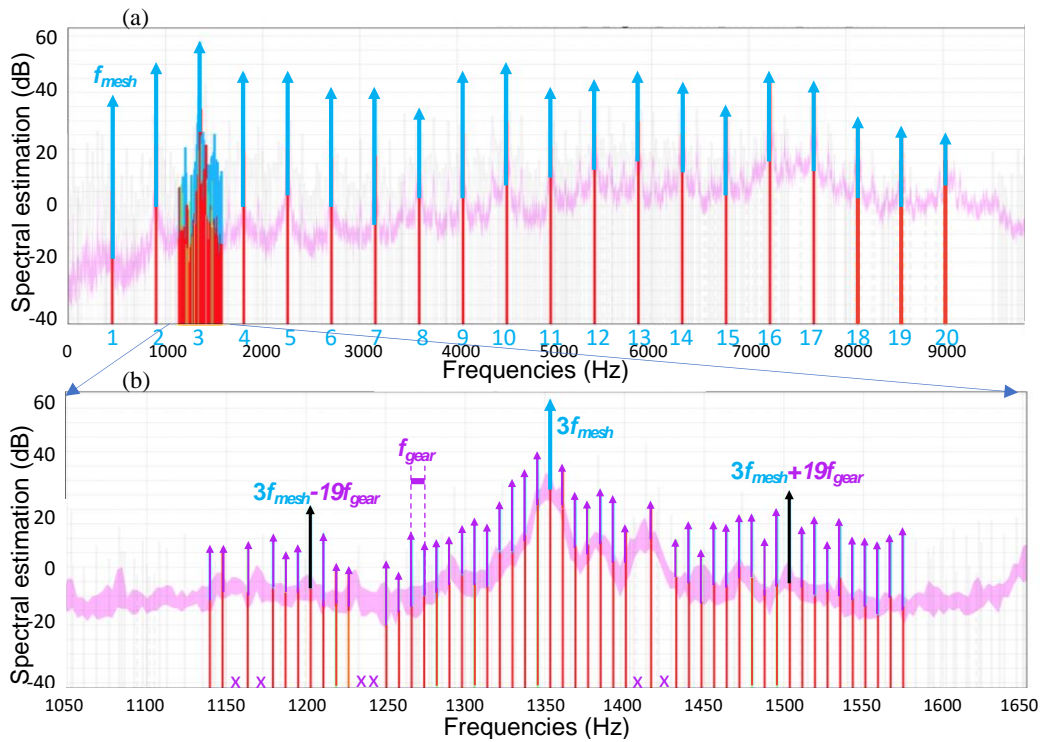 (a)
Spectral estimation (dB)
60
40
20
0
-20
-40
f_mesh
1 2 3 4 5 6 7 8 9 10 11 12 13 14 15 16 17 18 19 20
0 1000 2000 3000 4000 5000 6000 7000 8000 9000
Frequencies (Hz)
(b)
Spectral estimation (dB)
60
40
20
0
-20
-40
3f_mesh
f_gear
3f_mesh-19f_gear
3f_mesh+19f_gear
x x x x x x
1050 1100 1150 1200 1250 1300 1350 1400 1450 1500 1550 1600 1650
Frequencies (Hz)